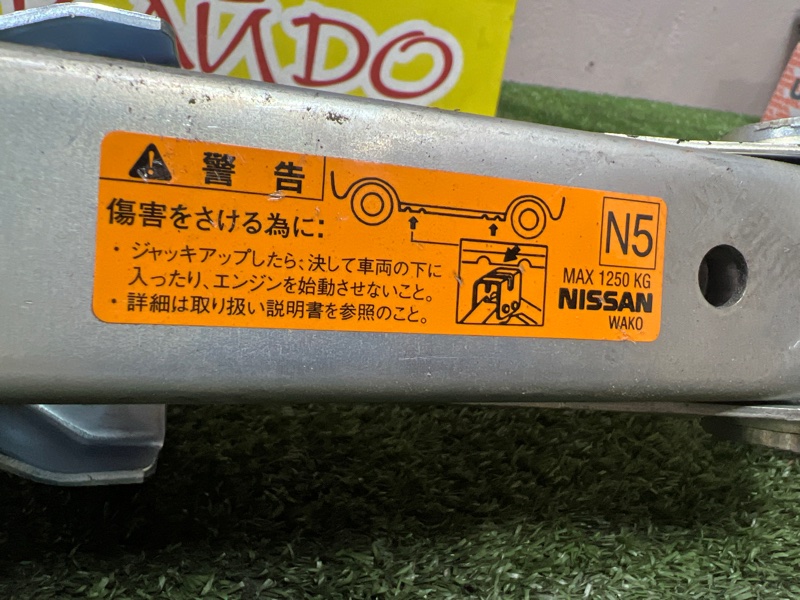 警告
傷害をさける為に:
・ジャッキアップしたら、決して車両の下に
入ったり、エンジンを始動させないこと。
・詳細は取り扱い説明書を参照のこと。
N5
MAX 1250 KG
NISSAN
WAKO